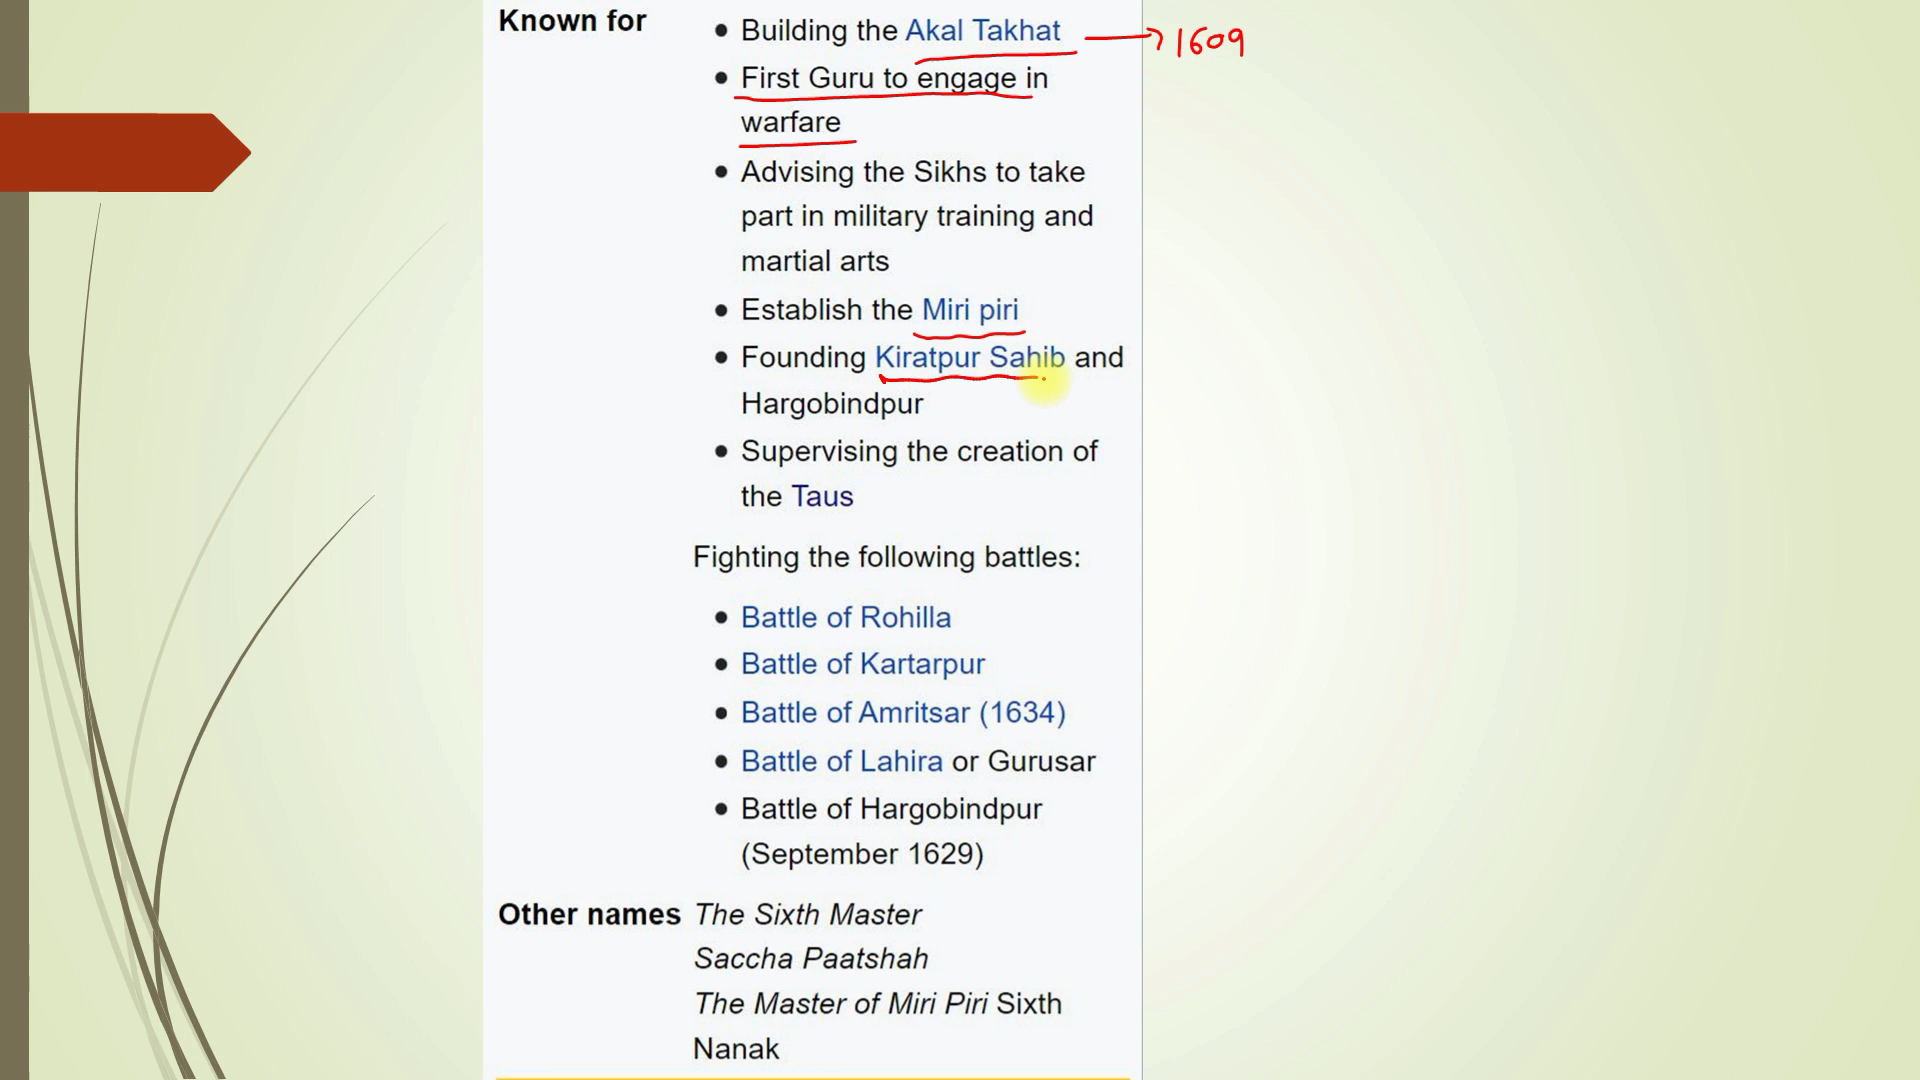 Known for
• Building the Akal Takhat → 1609
• First Guru to engage in
warfare
• Advising the Sikhs to take
part in military training and
martial arts
• Establish the Miri piri
• Founding Kiratpur Sahib and
Hargobindpur
• Supervising the creation of
the Taus
Fighting the following battles:
• Battle of Rohilla
• Battle of Kartarpur
• Battle of Amritsar (1634)
• Battle of Lahira or Gurusar
• Battle of Hargobindpur
(September 1629)
Other names The Sixth Master
Saccha Paatshah
The Master of Miri Piri Sixth
Nanak